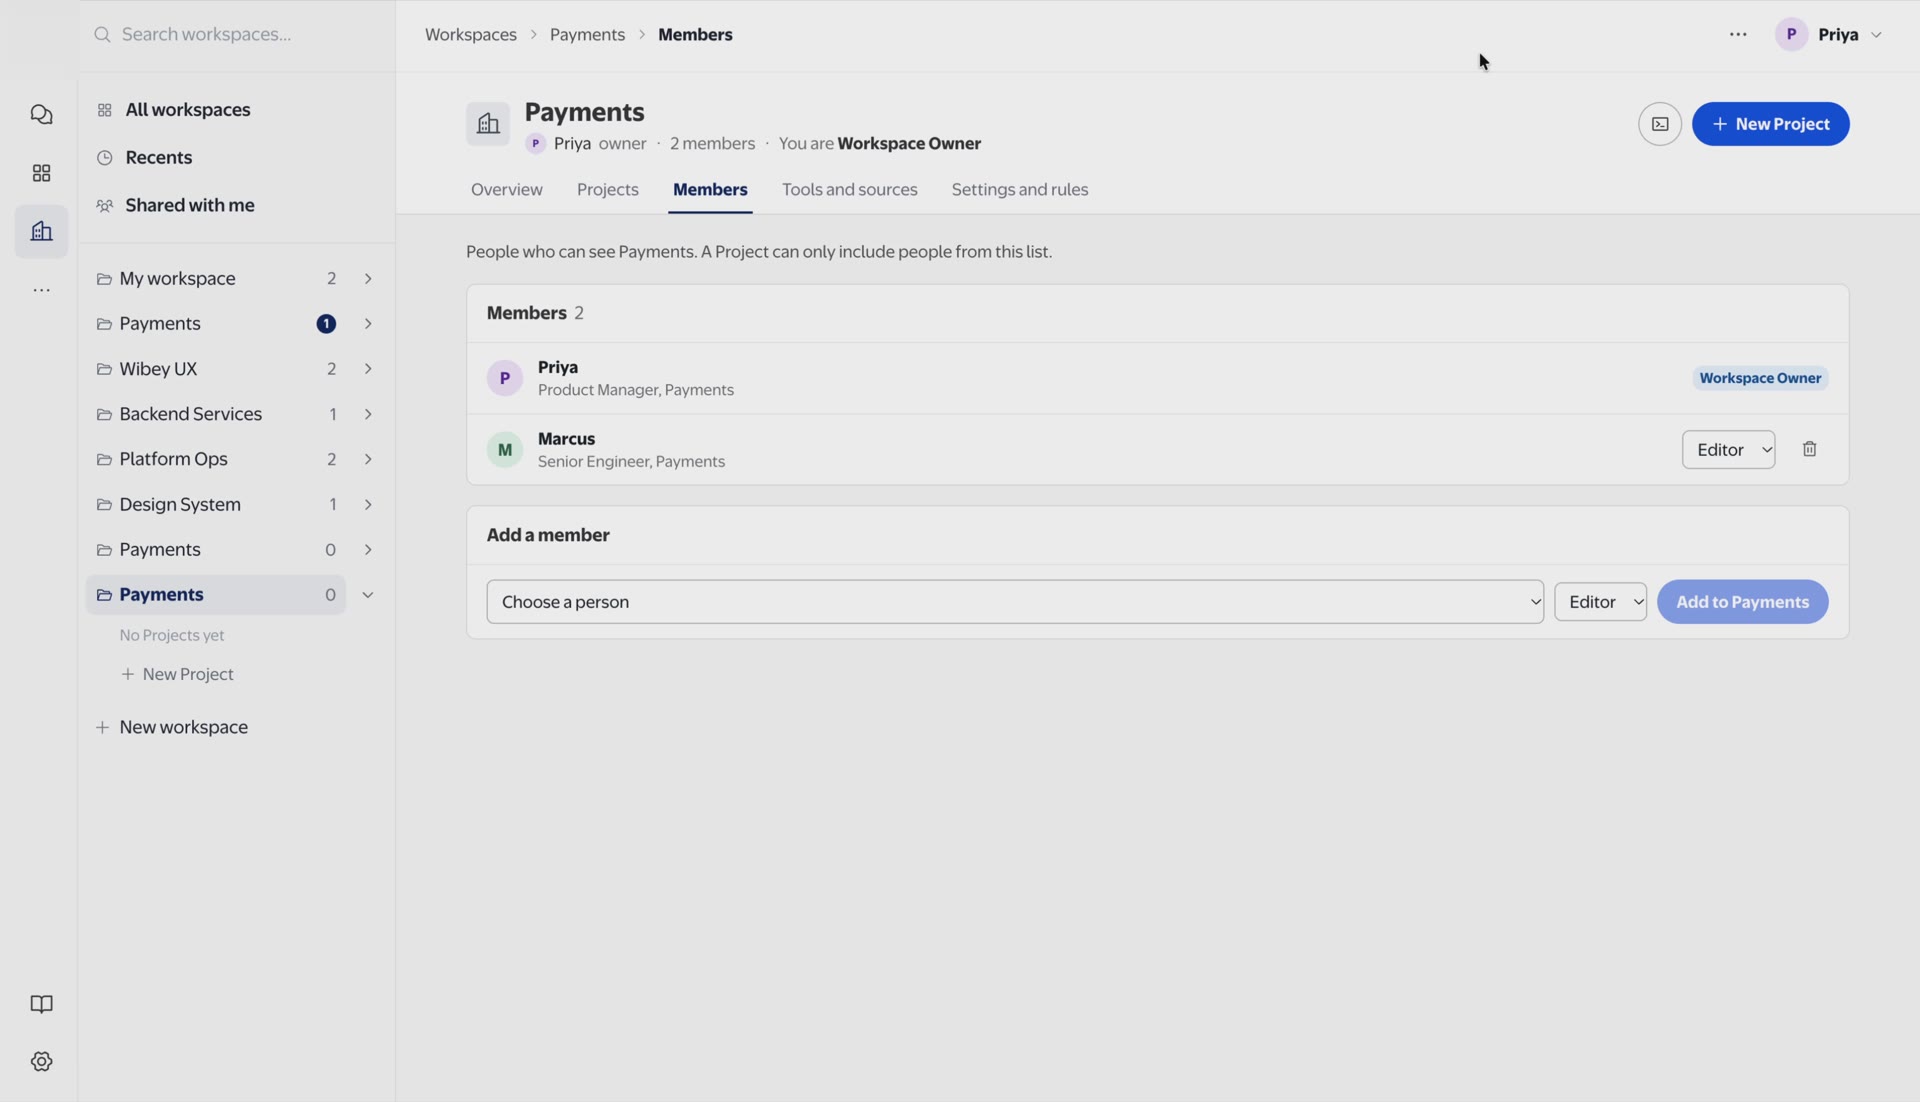 Search workspaces...
Workspaces > Payments > Members
P Priya
All workspaces
Recents
Shared with me
My workspace 2
Payments 1
Wibey UX 2
Backend Services 1
Platform Ops 2
Design System 1
Payments 0
Payments 0
No Projects yet
+ New Project
+ New workspace
Payments
P Priya owner · 2 members · You are Workspace Owner
+ New Project
Overview Projects Members Tools and sources Settings and rules
People who can see Payments. A Project can only include people from this list.
Members 2
P Priya
Product Manager, Payments
Workspace Owner
M Marcus
Senior Engineer, Payments
Editor
Add a member
Choose a person Editor Add to Payments